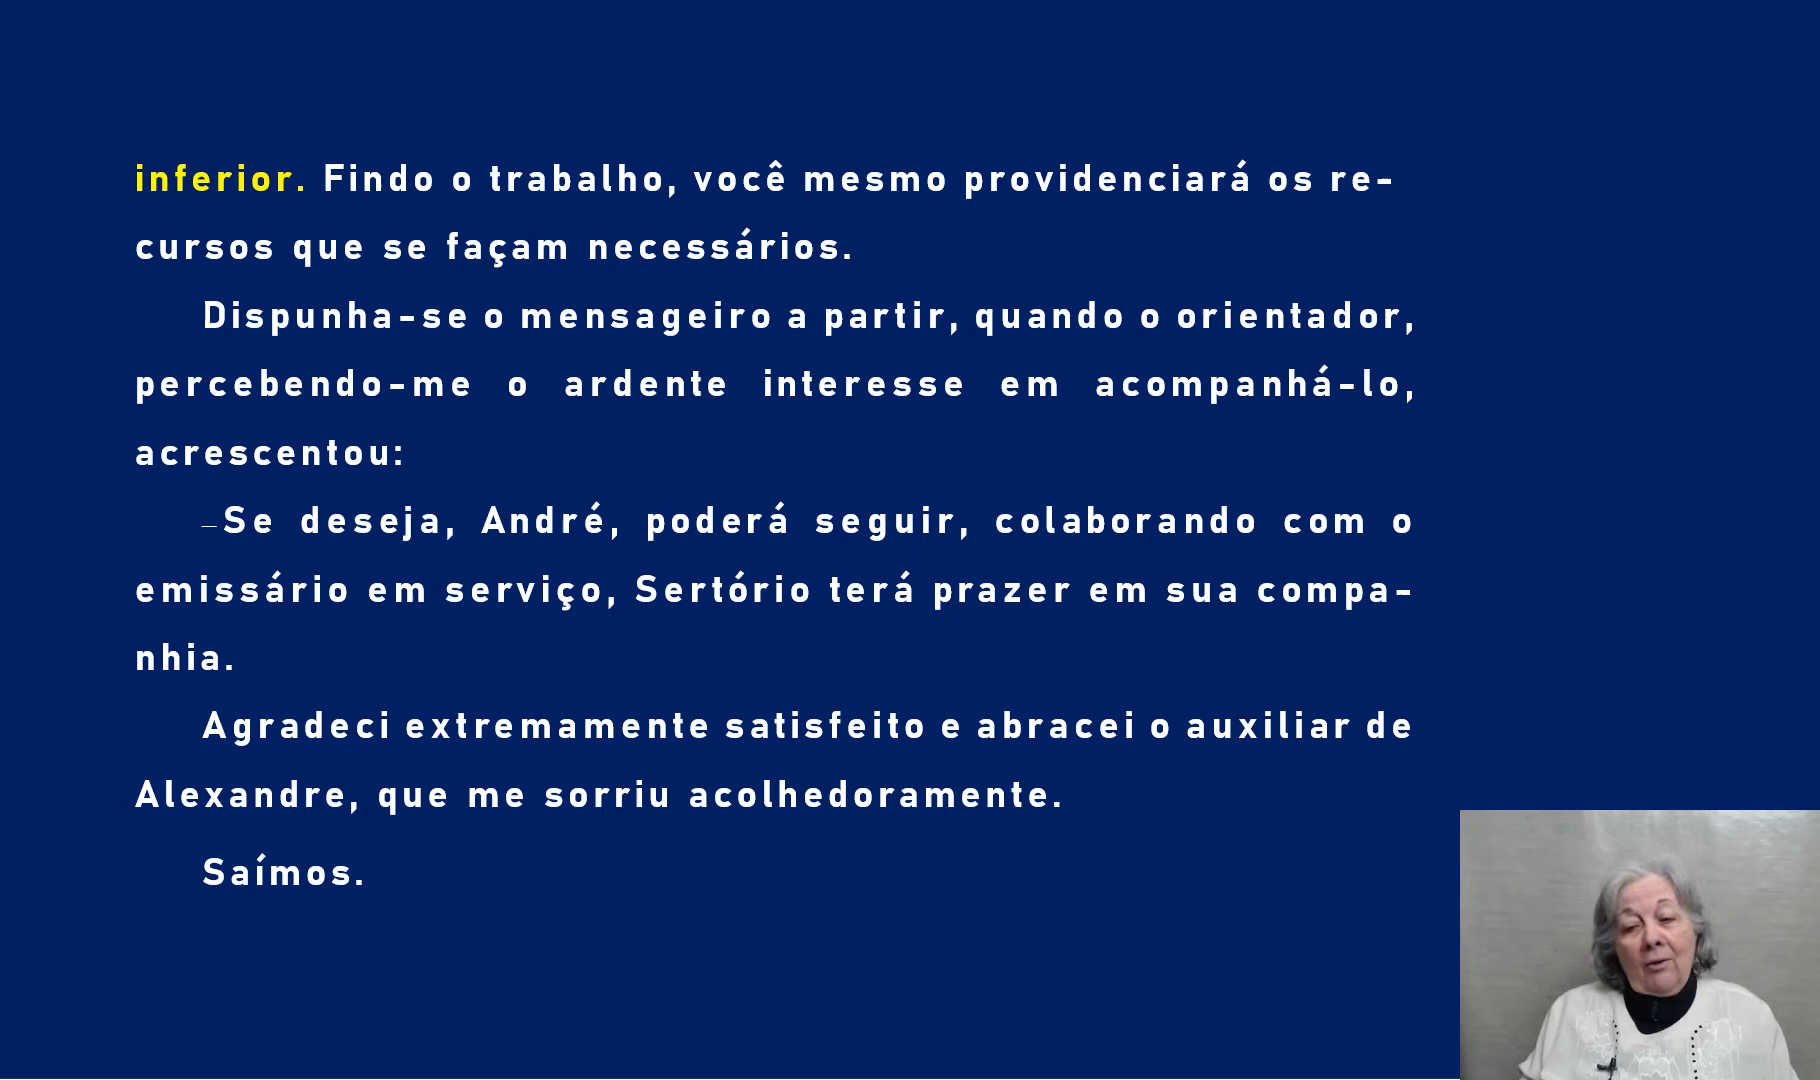 inferior. Findo o trabalho, você mesmo providenciará os re-
cursos que se façam necessários.
Dispunha-se o mensageiro a partir, quando o orientador,
percebendo-me o ardente interesse em acompanhá-lo,
acrescentou:
–Se deseja, André, poderá seguir, colaborando com o
emissário em serviço, Sertório terá prazer em sua compa-
nhia.
Agradeci extremamente satisfeito e abracei o auxiliar de
Alexandre, que me sorriu acolhedoramente.
Saímos.